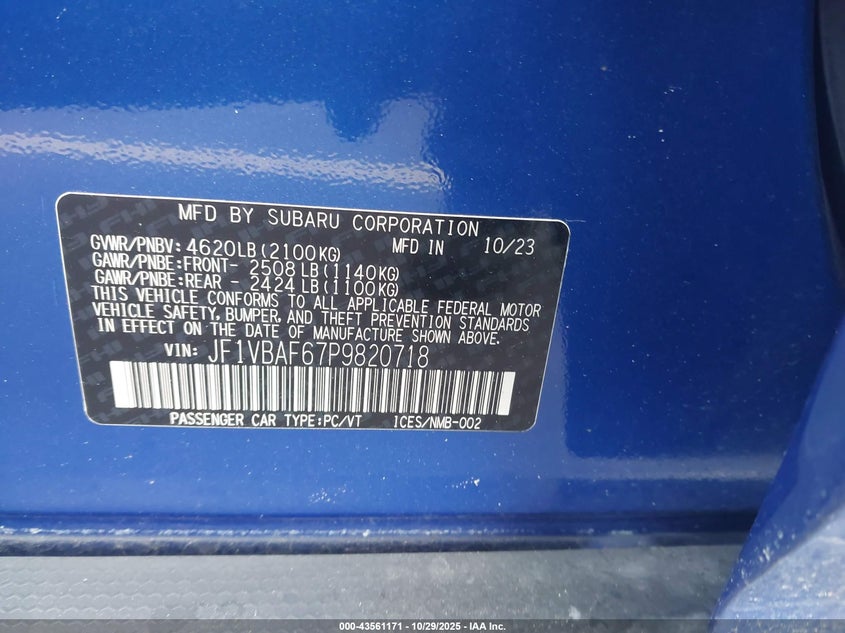 MFD BY SUBARU CORPORATION
GVWR/PNBV: 4620LB (2100KG) MFD IN 10/23
GAWR/PNBE:FRONT- 2508 LB (1140KG)
GAWR/PNBE:REAR - 2424 LB (1100KG)
THIS VEHICLE CONFORMS TO ALL APPLICABLE FEDERAL MOTOR
VEHICLE SAFETY, BUMPER, AND THEFT PREVENTION STANDARDS
IN EFFECT ON THE DATE OF MANUFACTURE SHOWN ABOVE.
VIN: JF1VBAF67P9820718
PASSENGER CAR TYPE:PC/VT ICES/NMB-002
000-43561171 | 10/29/2025 | IAA Inc.